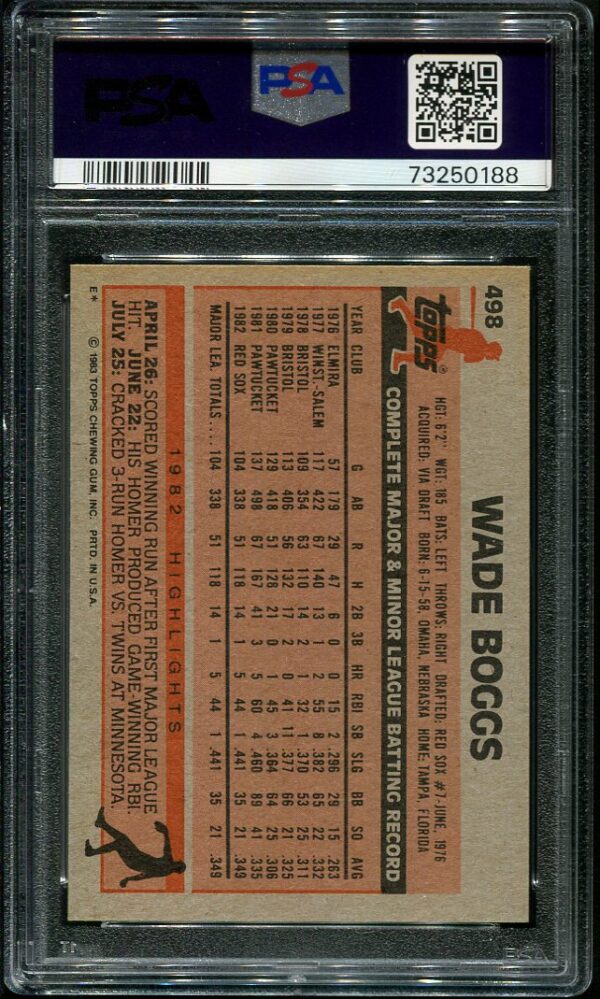 PSA
PSA
73250188
498
WADE BOGGS
TOPPS®
HGT: 6'2" WGT: 185 BATS: LEFT THROWS: RIGHT DRAFTED: RED SOX #7-JUNE, 1976
ACQUIRED: VIA DRAFT BORN: 6-15-58, OMAHA, NEBRASKA HOME: TAMPA, FLORIDA
COMPLETE MAJOR & MINOR LEAGUE BATTING RECORD
YEAR CLUB G AB R H 2B 3B HR RBI SB SLG BB SO AVG
1976 ELMIRA 57 179 29 47 6 0 0 15 2 .296 29 15 .263
1977 WINST.-SALEM 117 422 67 140 13 1 2 55 8 .382 65 22 .332
1978 BRISTOL 109 354 63 110 14 2 1 32 1 .370 53 25 .311
1979 BRISTOL 113 406 56 132 17 2 0 41 11 .377 66 21 .325
1980 PAWTUCKET 129 418 51 128 21 0 1 45 3 .364 64 25 .306
1981 PAWTUCKET 137 498 67 167 41 3 5 60 4 .460 89 41 .335
1982 RED SOX 104 338 51 118 14 1 5 44 1 .441 35 21 .349
MAJOR LEA. TOTALS.... 104 338 51 118 14 1 5 44 1 .441 35 21 .349
1982 HIGHLIGHTS
APRIL 26: SCORED WINNING RUN AFTER FIRST MAJOR LEAGUE
HIT. JUNE 22: HIS HOMER PRODUCED GAME-WINNING RBI.
JULY 25: CRACKED 3-RUN HOMER VS. TWINS AT MINNESOTA.
E* © 1983 TOPPS CHEWING GUM, INC. PRTD. IN U.S.A.
PSA